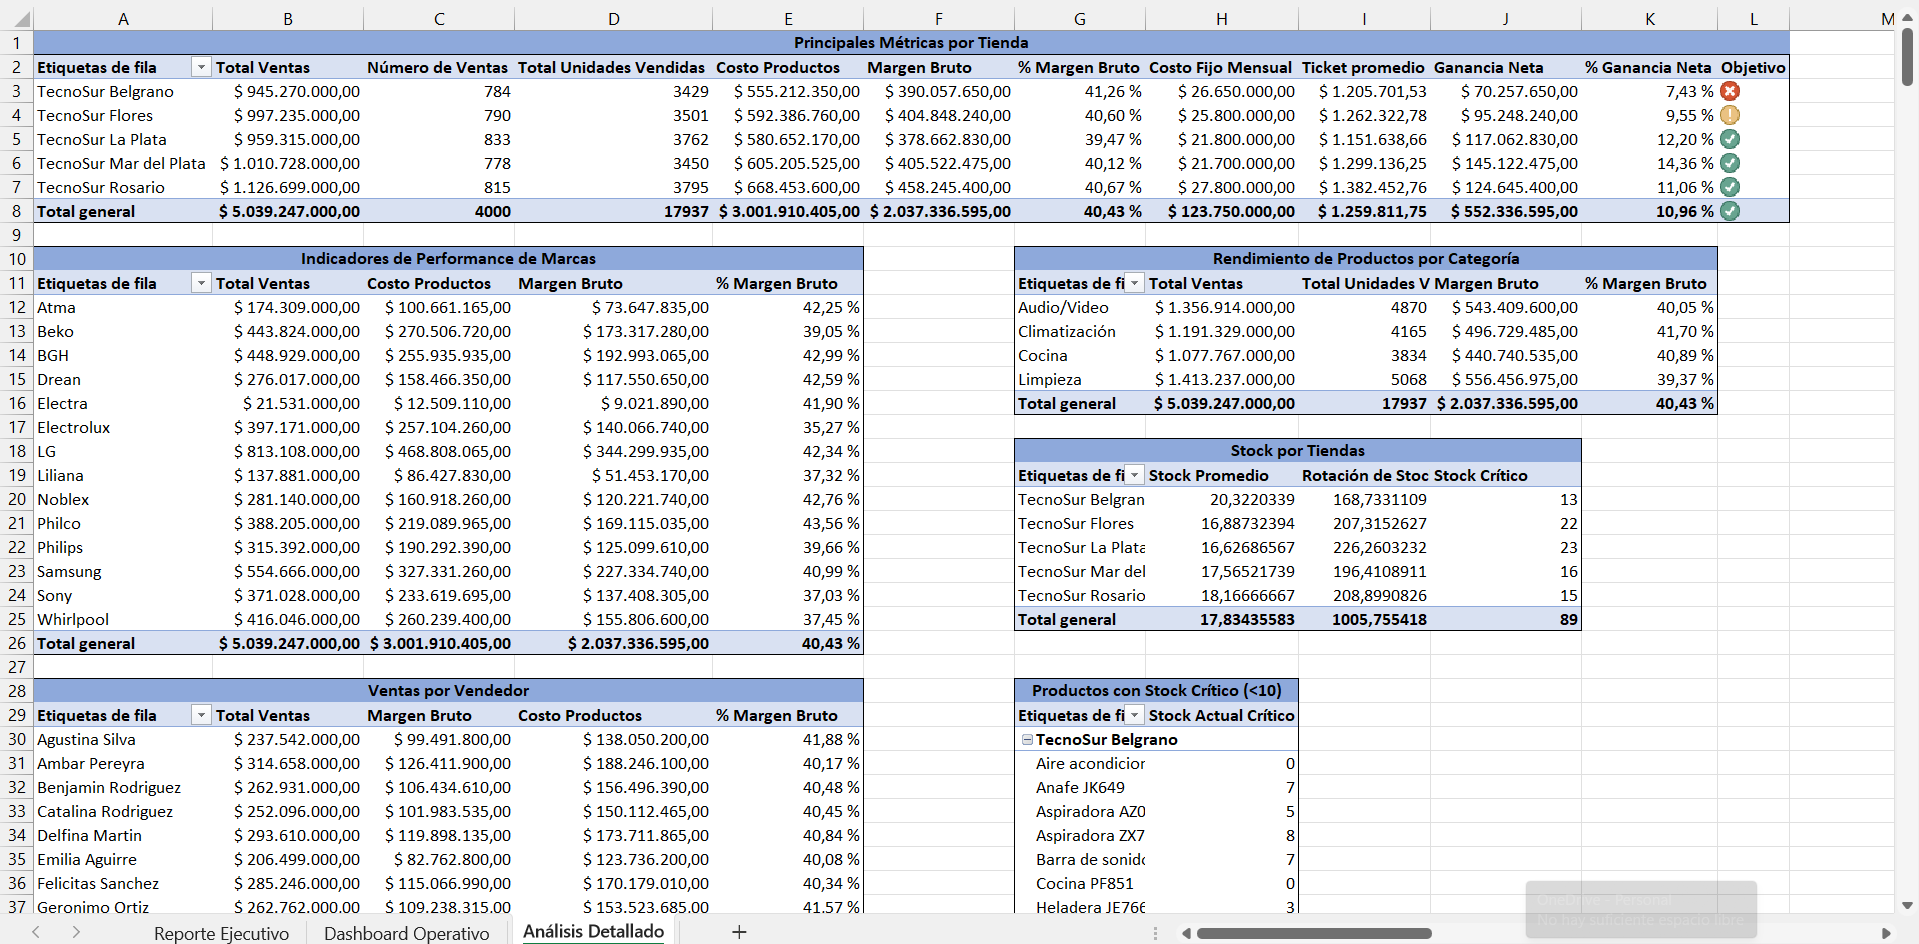 A B C D E F G H I J K L M
1 Principales Métricas por Tienda
2 Etiquetas de fila Total Ventas Número de Ventas Total Unidades Vendidas Costo Productos Margen Bruto % Margen Bruto Costo Fijo Mensual Ticket promedio Ganancia Neta % Ganancia Neta Objetivo
3 TecnoSur Belgrano $ 945.270.000,00 784 3429 $ 555.212.350,00 $ 390.057.650,00 41,26 % $ 26.650.000,00 $ 1.205.701,53 $ 70.257.650,00 7,43 %
4 TecnoSur Flores $ 997.235.000,00 790 3501 $ 592.386.760,00 $ 404.848.240,00 40,60 % $ 25.800.000,00 $ 1.262.322,78 $ 95.248.240,00 9,55 %
5 TecnoSur La Plata $ 959.315.000,00 833 3762 $ 580.652.170,00 $ 378.662.830,00 39,47 % $ 21.800.000,00 $ 1.151.638,66 $ 117.062.830,00 12,20 %
6 TecnoSur Mar del Plata $ 1.010.728.000,00 778 3450 $ 605.205.525,00 $ 405.522.475,00 40,12 % $ 21.700.000,00 $ 1.299.136,25 $ 145.122.475,00 14,36 %
7 TecnoSur Rosario $ 1.126.699.000,00 815 3795 $ 668.453.600,00 $ 458.245.400,00 40,67 % $ 27.800.000,00 $ 1.382.452,76 $ 124.645.400,00 11,06 %
8 Total general $ 5.039.247.000,00 4000 17937 $ 3.001.910.405,00 $ 2.037.336.595,00 40,43 % $ 123.750.000,00 $ 1.259.811,75 $ 552.336.595,00 10,96 %
9
10 Indicadores de Performance de Marcas Rendimiento de Productos por Categoría
11 Etiquetas de fila Total Ventas Costo Productos Margen Bruto % Margen Bruto Etiquetas de fi Total Ventas Total Unidades V Margen Bruto % Margen Bruto
12 Atma $ 174.309.000,00 $ 100.661.165,00 $ 73.647.835,00 42,25 % Audio/Video $ 1.356.914.000,00 4870 $ 543.409.600,00 40,05 %
13 Beko $ 443.824.000,00 $ 270.506.720,00 $ 173.317.280,00 39,05 % Climatización $ 1.191.329.000,00 4165 $ 496.729.485,00 41,70 %
14 BGH $ 448.929.000,00 $ 255.935.935,00 $ 192.993.065,00 42,99 % Cocina $ 1.077.767.000,00 3834 $ 440.740.535,00 40,89 %
15 Drean $ 276.017.000,00 $ 158.466.350,00 $ 117.550.650,00 42,59 % Limpieza $ 1.413.237.000,00 5068 $ 556.456.975,00 39,37 %
16 Electra $ 21.531.000,00 $ 12.509.110,00 $ 9.021.890,00 41,90 % Total general $ 5.039.247.000,00 17937 $ 2.037.336.595,00 40,43 %
17 Electrolux $ 397.171.000,00 $ 257.104.260,00 $ 140.066.740,00 35,27 %
18 LG $ 813.108.000,00 $ 468.808.065,00 $ 344.299.935,00 42,34 % Stock por Tiendas
19 Liliana $ 137.881.000,00 $ 86.427.830,00 $ 51.453.170,00 37,32 % Etiquetas de fi Stock Promedio Rotación de Stoc Stock Crítico
20 Noblex $ 281.140.000,00 $ 160.918.260,00 $ 120.221.740,00 42,76 % TecnoSur Belgran 20,3220339 168,7331109 13
21 Philco $ 388.205.000,00 $ 219.089.965,00 $ 169.115.035,00 43,56 % TecnoSur Flores 16,88732394 207,3152627 22
22 Philips $ 315.392.000,00 $ 190.292.390,00 $ 125.099.610,00 39,66 % TecnoSur La Plata 16,62686567 226,2603232 23
23 Samsung $ 554.666.000,00 $ 327.331.260,00 $ 227.334.740,00 40,99 % TecnoSur Mar del 17,56521739 196,4108911 16
24 Sony $ 371.028.000,00 $ 233.619.695,00 $ 137.408.305,00 37,03 % TecnoSur Rosario 18,16666667 208,8990826 15
25 Whirlpool $ 416.046.000,00 $ 260.239.400,00 $ 155.806.600,00 37,45 % Total general 17,83435583 1005,755418 89
26 Total general $ 5.039.247.000,00 $ 3.001.910.405,00 $ 2.037.336.595,00 40,43 %
27
28 Ventas por Vendedor Productos con Stock Crítico (<10)
29 Etiquetas de fila Total Ventas Margen Bruto Costo Productos % Margen Bruto Etiquetas de fi Stock Actual Crítico
30 Agustina Silva $ 237.542.000,00 $ 99.491.800,00 $ 138.050.200,00 41,88 % TecnoSur Belgrano
31 Ambar Pereyra $ 314.658.000,00 $ 126.411.900,00 $ 188.246.100,00 40,17 % Aire acondicior 0
32 Benjamin Rodriguez $ 262.931.000,00 $ 106.434.610,00 $ 156.496.390,00 40,48 % Anafe JK649 7
33 Catalina Rodriguez $ 252.096.000,00 $ 101.983.535,00 $ 150.112.465,00 40,45 % Aspiradora AZ0 5
34 Delfina Martin $ 293.610.000,00 $ 119.898.135,00 $ 173.711.865,00 40,84 % Aspiradora ZX7 8
35 Emilia Aguirre $ 206.499.000,00 $ 82.762.800,00 $ 123.736.200,00 40,08 % Barra de sonido 7
36 Felicitas Sanchez $ 285.246.000,00 $ 115.066.990,00 $ 170.179.010,00 40,34 % Cocina PF851 0
37 Geronimo Ortiz $ 262.762.000,00 $ 109.238.315,00 $ 153.523.685,00 41,57 % Heladera JE766 3
OneDrive - Personal
No hay suficiente espacio libre
Reporte Ejecutivo Dashboard Operativo Análisis Detallado